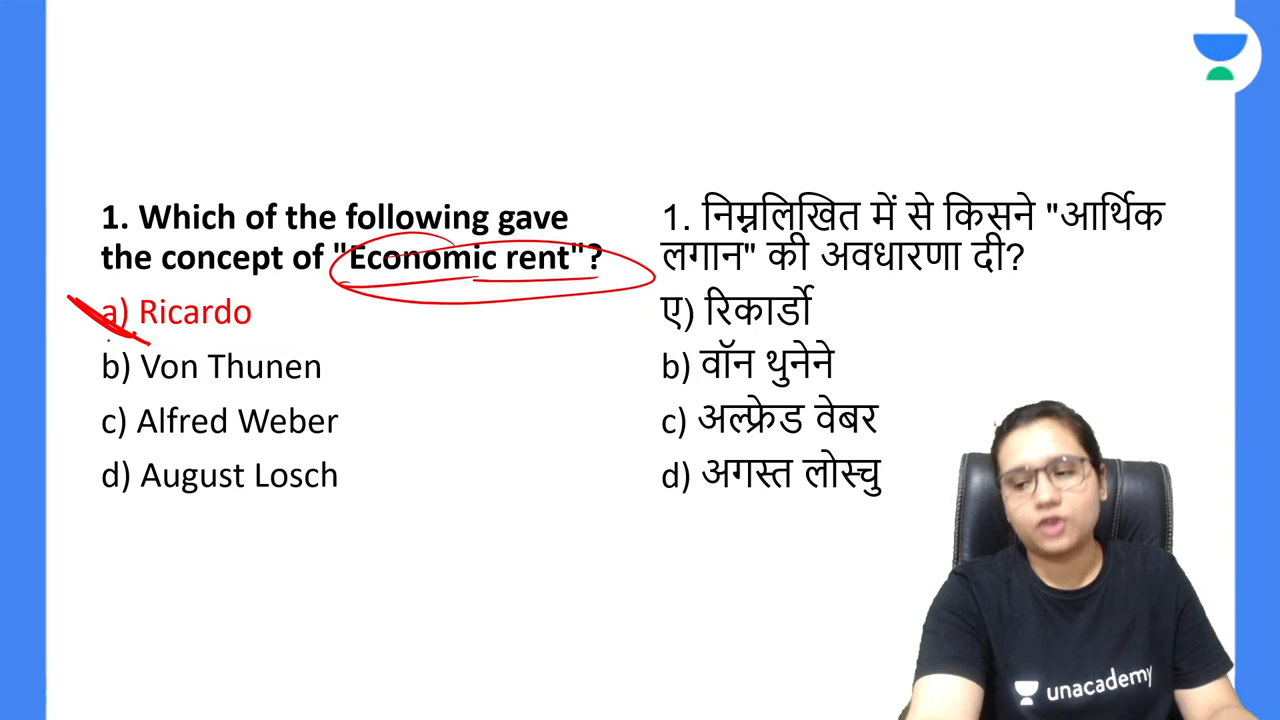 1. Which of the following gave
the concept of "Economic rent"?
a) Ricardo
b) Von Thunen
c) Alfred Weber
d) August Losch
1. निम्नलिखित में से किसने "आर्थिक
लगान" की अवधारणा दी?
ए) रिकार्डो
b) वॉन थुनेने
c) अल्फ्रेड वेबर
d) अगस्त लोस्चु
unacademy